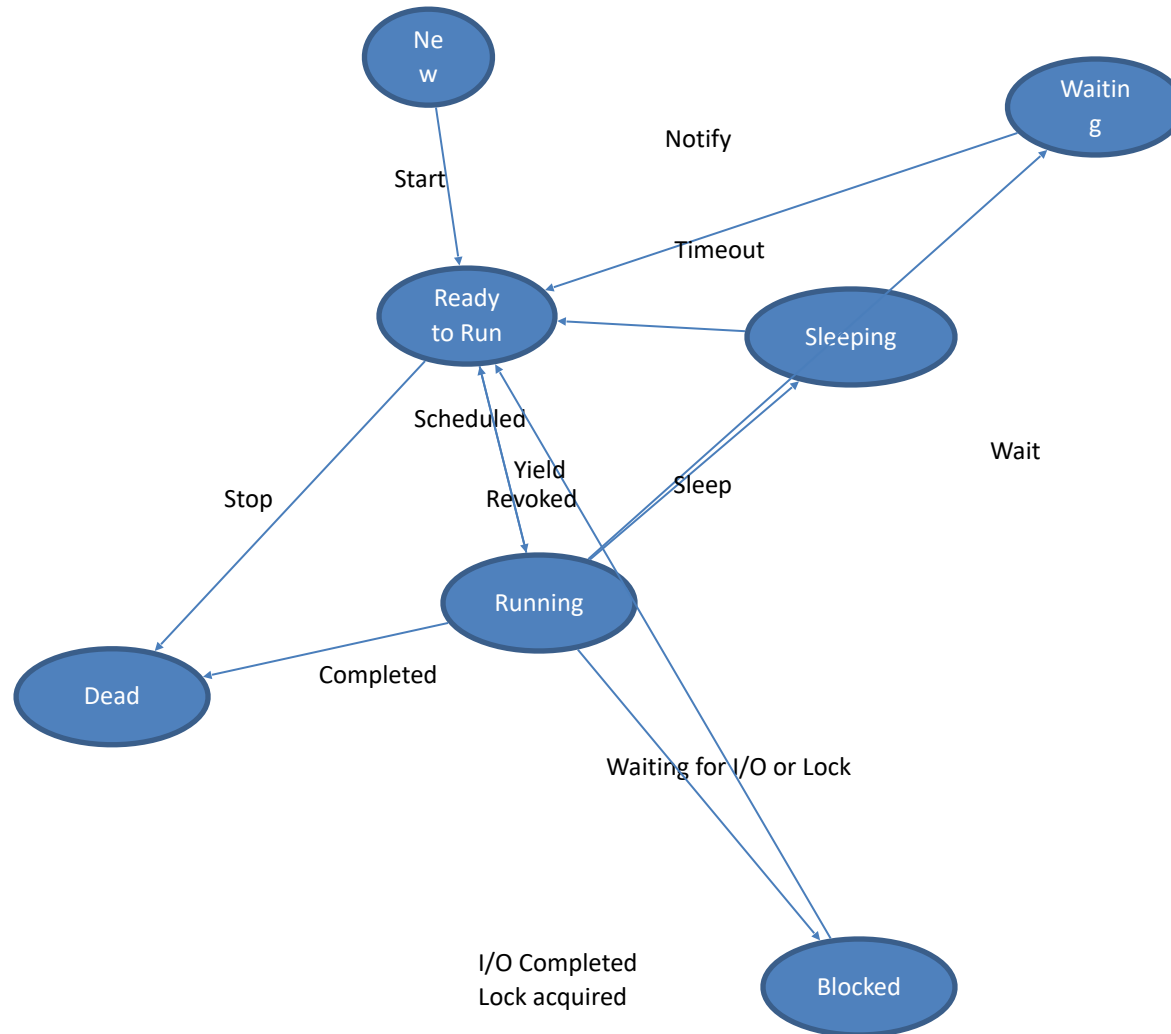 Ne
w
Waitin
g
Notify
Start
Timeout
Ready
to Run
Sleeping
Scheduled
Wait
Yield
Revoked
Sleep
Stop
Running
Completed
Dead
Waiting for I/O or Lock
I/O Completed
Lock acquired
Blocked